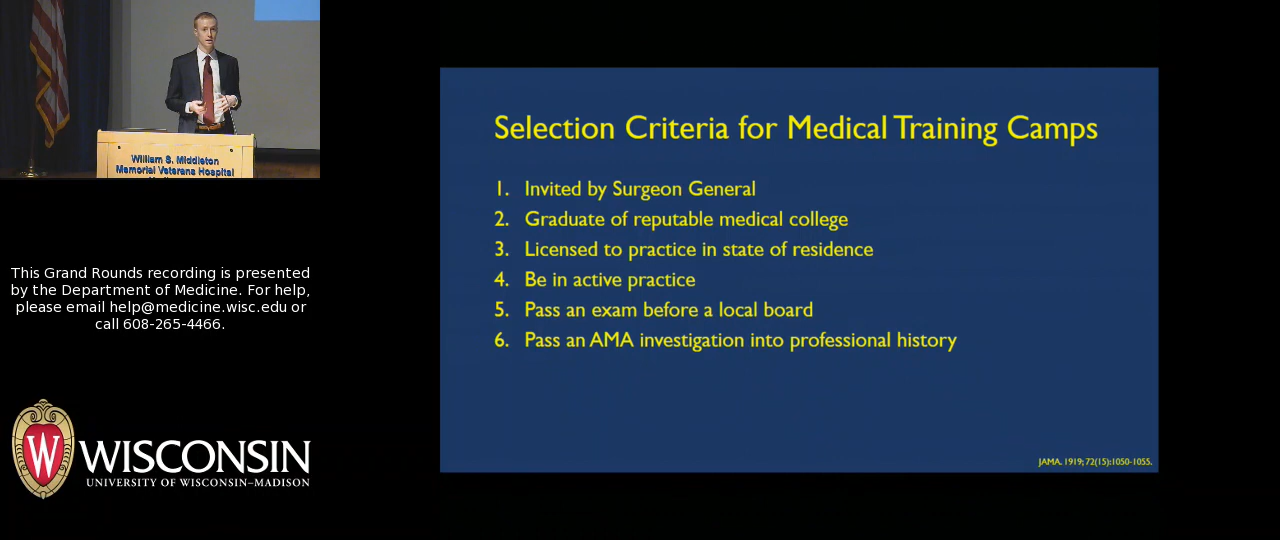 William S. Middleton
Memorial Veterans Hospital
This Grand Rounds recording is presented
by the Department of Medicine. For help,
please email help@medicine.wisc.edu or
call 608-265-4466.
W
WISCONSIN
UNIVERSITY OF WISCONSIN–MADISON
Selection Criteria for Medical Training Camps
1. Invited by Surgeon General
2. Graduate of reputable medical college
3. Licensed to practice in state of residence
4. Be in active practice
5. Pass an exam before a local board
6. Pass an AMA investigation into professional history
JAMA. 1919; 72(15):1050-1055.